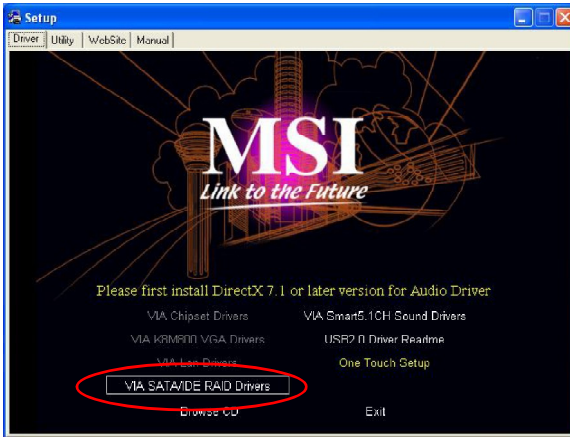 Setup
Driver Utility WebSite Manual
MSI
Link to the Future
Please first install DirectX 7.1 or later version for Audio Driver
VIA Chipset Drivers VIA Smart5.1CH Sound Drivers
VIA K8M800 VGA Drivers USB2.0 Driver Readme
VIA Lan Drivers One Touch Setup
VIA SATA/IDE RAID Drivers
Browse CD Exit